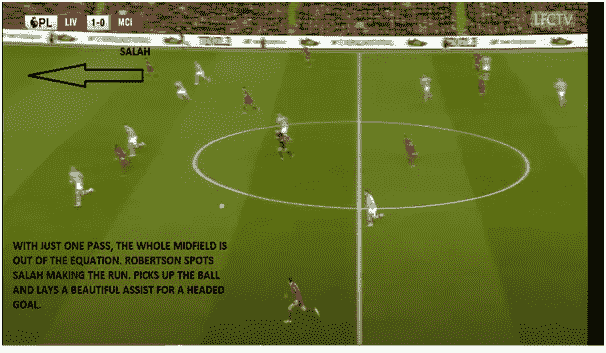 PL LIV 1-0 MCI
LFCTV
SALAH
WITH JUST ONE PASS, THE WHOLE MIDFIELD IS
OUT OF THE EQUATION. ROBERTSON SPOTS
SALAH MAKING THE RUN. PICKS UP THE BALL
AND LAYS A BEAUTIFUL ASSIST FOR A HEADED
GOAL.